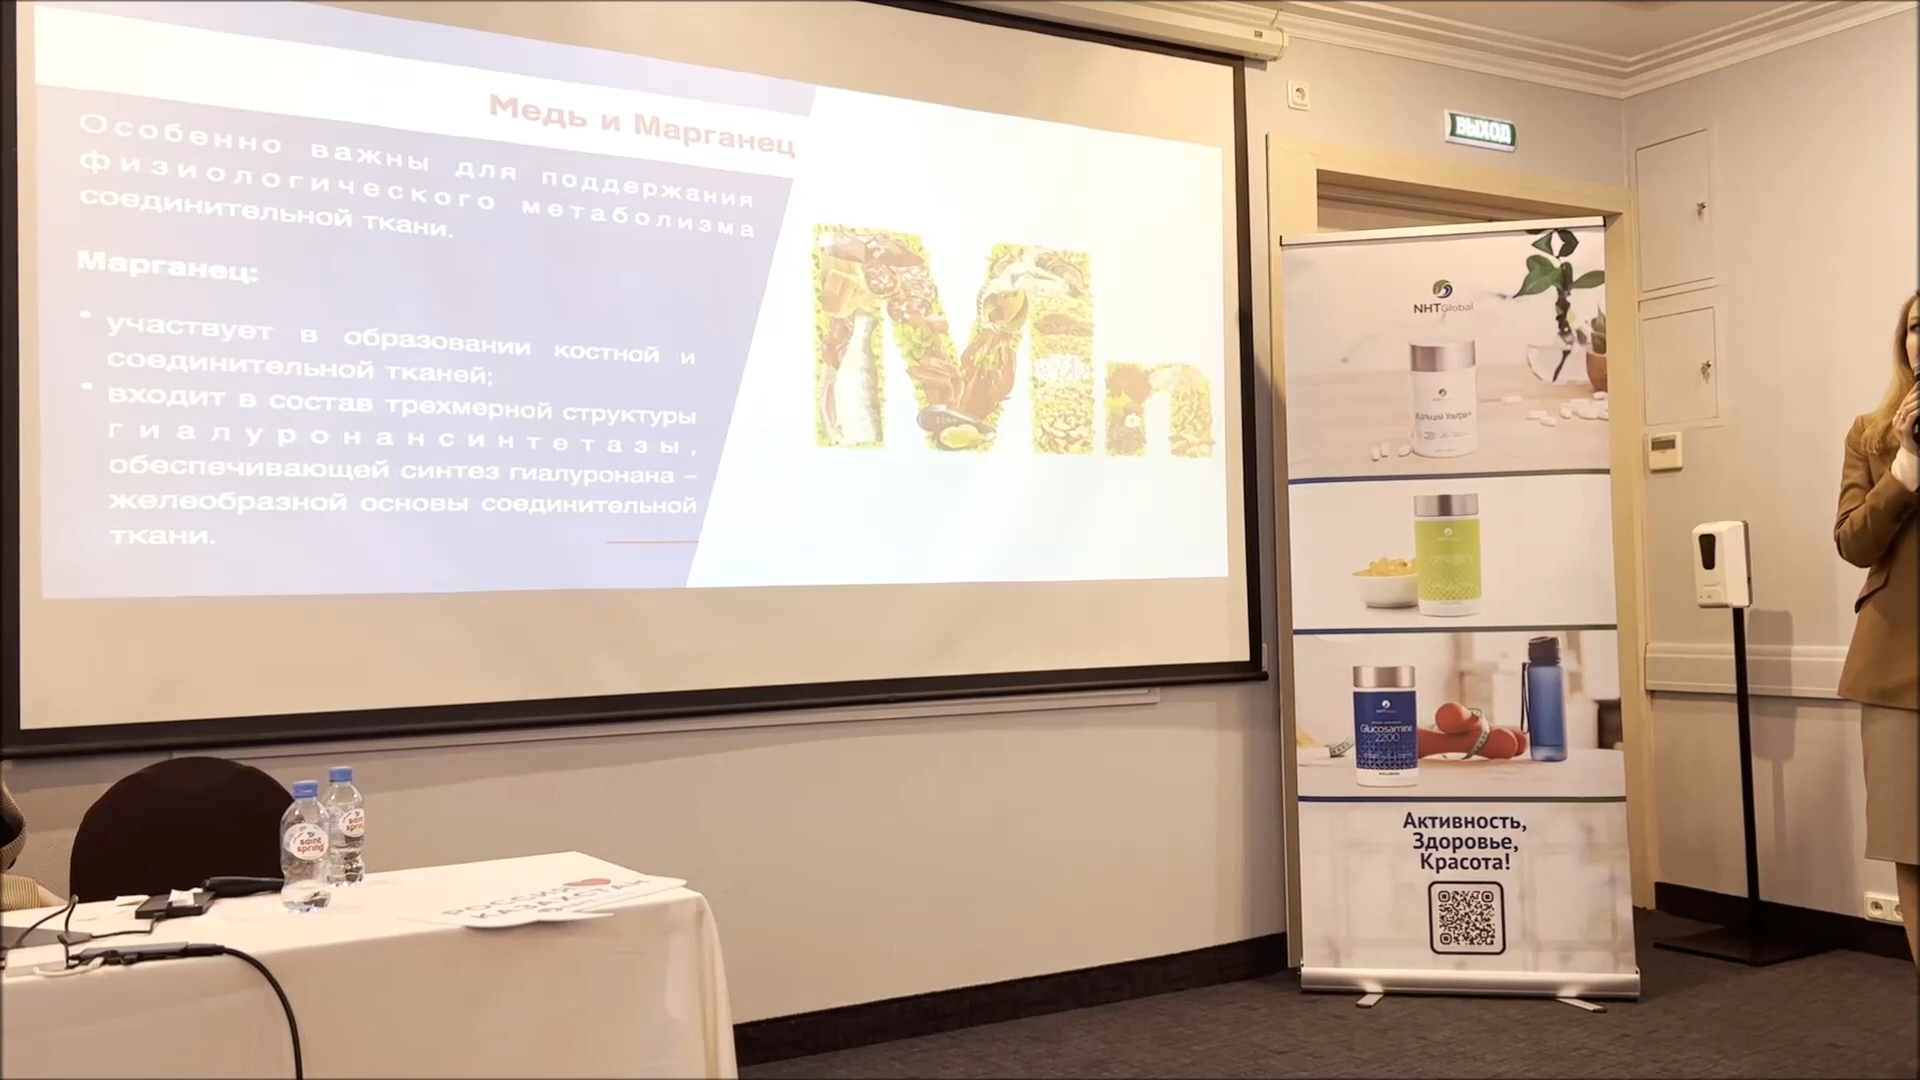 Медь и Марганец
Особенно важны для поддержания
физиологического метаболизма
соединительной ткани.
Марганец:
• участвует в образовании костной и
соединительной тканей;
• входит в состав трехмерной структуры
гиалуронансинтетазы,
обеспечивающей синтез гиалуронана –
желеобразной основы соединительной
ткани.
Mn
ВЫХОД
NHT Global
Кальций Ультра+
Glucosamine
2200
Активность,
Здоровье,
Красота!
saint
spring
saint
spring
РОССИЯ
КАЗАХСТАН